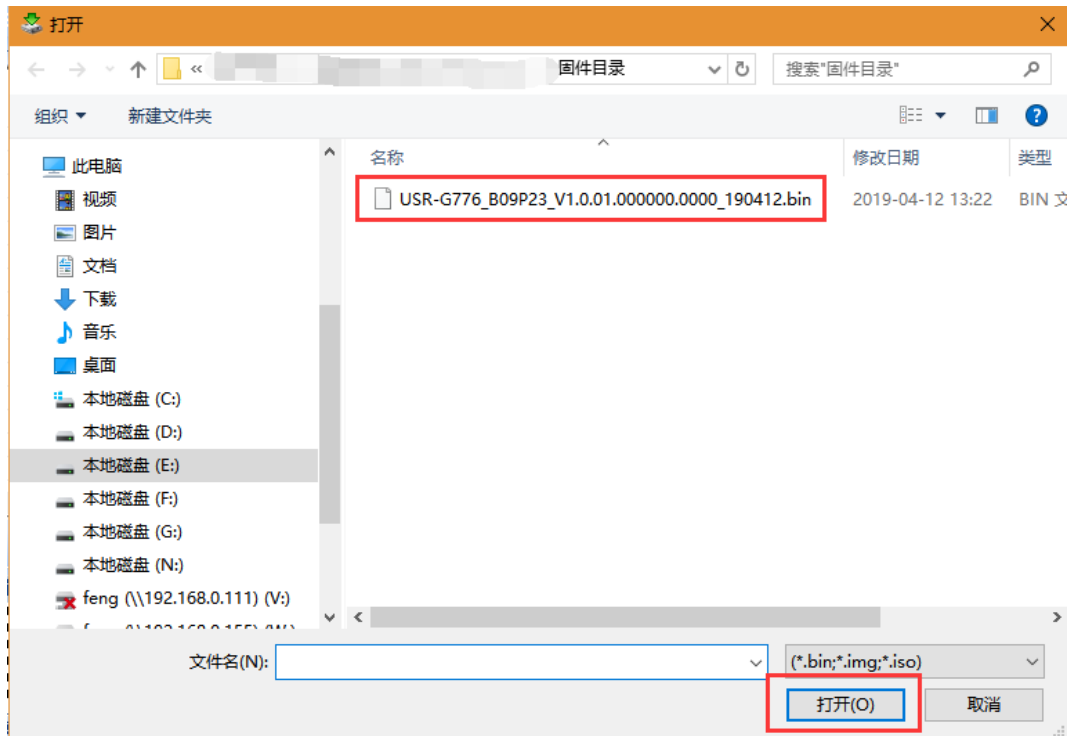 打开
« 固件目录 搜索"固件目录"
组织 新建文件夹
名称 修改日期 类型
USR-G776_B09P23_V1.0.01.000000.0000_190412.bin 2019-04-12 13:22 BIN
此电脑
视频
图片
文档
下载
音乐
桌面
本地磁盘 (C:)
本地磁盘 (D:)
本地磁盘 (E:)
本地磁盘 (F:)
本地磁盘 (G:)
本地磁盘 (N:)
feng (\\192.168.0.111) (V:)
文件名(N): (*.bin;*.img;*.iso)
打开(O) 取消